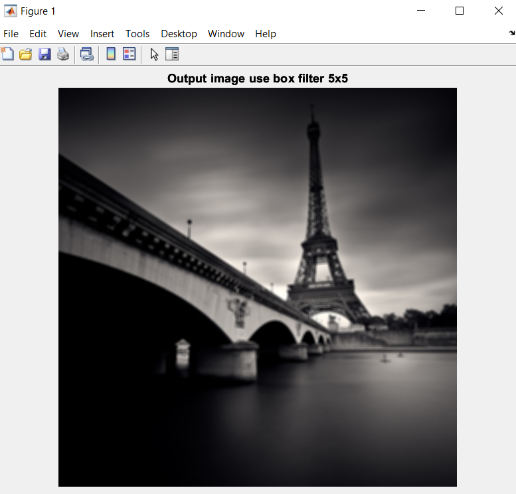 Figure 1
File Edit View Insert Tools Desktop Window Help
Output image use box filter 5x5